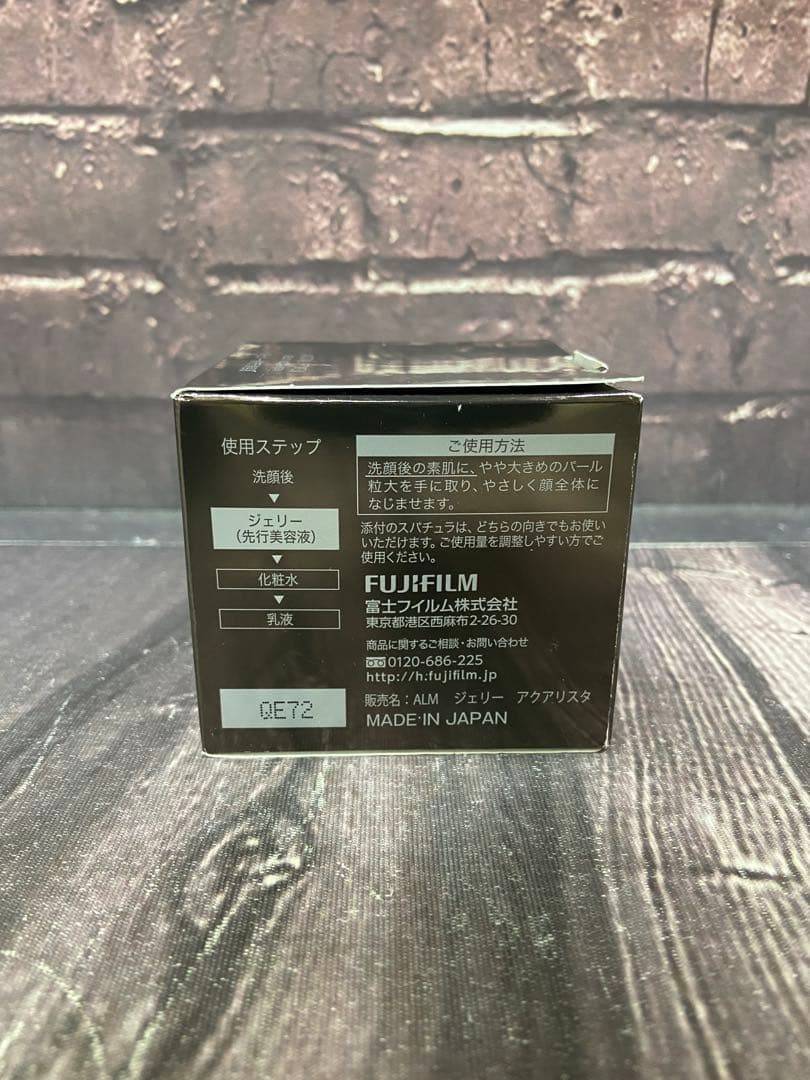 使用ステップ
洗顔後
▼
ジェリー
(先行美容液)
▼
化粧水
▼
乳液
QE72
ご使用方法
洗顔後の素肌に、やや大きめのパール
粒大を手に取り、やさしく顔全体に
なじませます。
添付のスパチュラは、どちらの向きでもお使い
いただけます。ご使用量を調整しやすい方でご
使用ください。
FUJIFILM
富士フイルム株式会社
東京都港区西麻布2-26-30
商品に関するご相談・お問い合わせ
0120-686-225
http://h.fujifilm.jp
販売名：ALM ジェリー アクアリスタ
MADE IN JAPAN